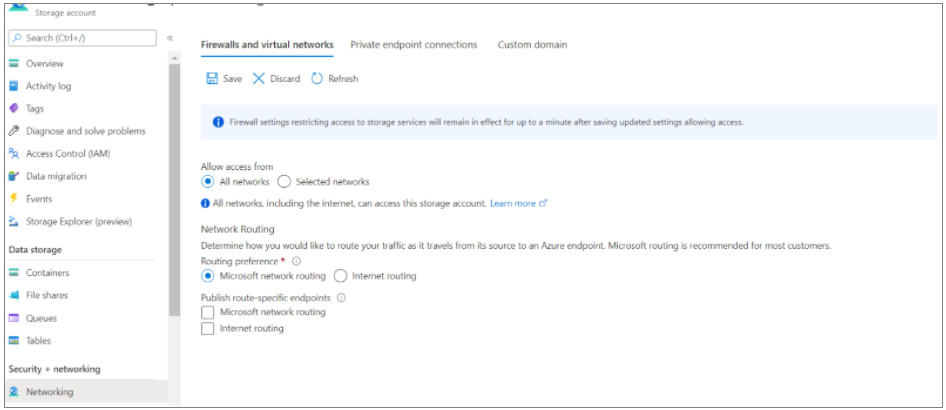 Storage account
Search (Ctrl+/)
«
Overview
Activity log
Tags
Diagnose and solve problems
Access Control (IAM)
Data migration
Events
Storage Explorer (preview)
Data storage
Containers
File shares
Queues
Tables
Security + networking
Networking
Firewalls and virtual networks Private endpoint connections Custom domain
Save Discard Refresh
Firewall settings restricting access to storage services will remain in effect for up to a minute after saving updated settings allowing access.
Allow access from
All networks Selected networks
All networks, including the internet, can access this storage account. Learn more
Network Routing
Determine how you would like to route your traffic as it travels from its source to an Azure endpoint. Microsoft routing is recommended for most customers.
Routing preference *
Microsoft network routing Internet routing
Publish route-specific endpoints
Microsoft network routing
Internet routing